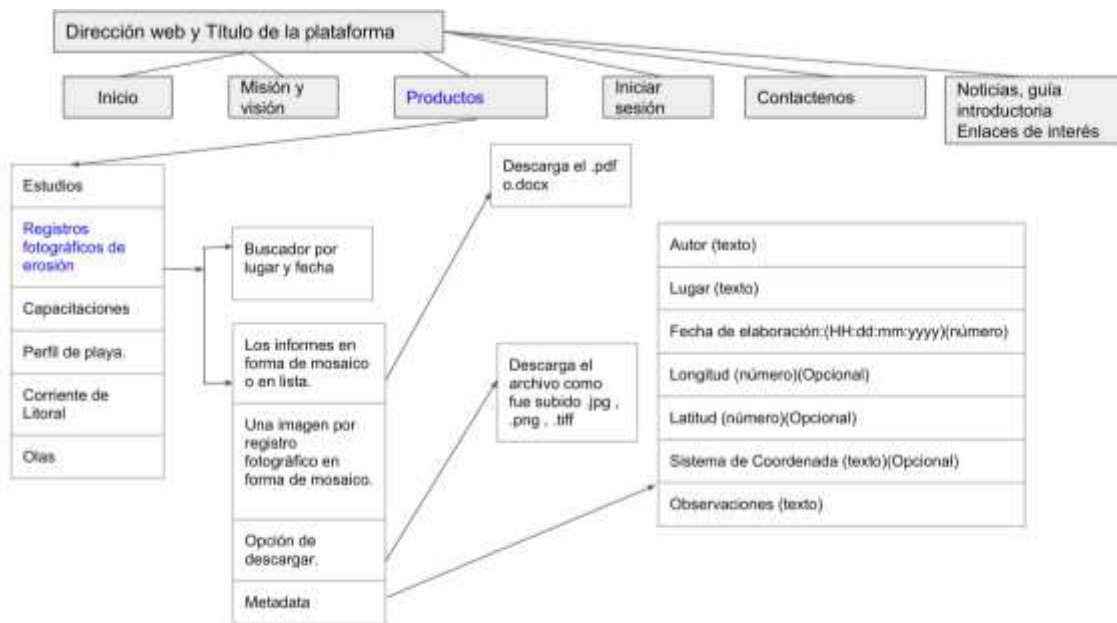 Dirección web y Título de la plataforma
Inicio
Misión y
visión
Productos
Iniciar
sesión
Contactenos
Noticias, guía
introductoria
Enlaces de interés
Estudios
Registros
fotográficos de
erosión
Capacitaciones
Perfil de playa.
Corriente de
Litoral
Olas
Buscador por
lugar y fecha
Los informes en
forma de mosaico
o en lista.
Una imagen por
registro
fotográfico en
forma de mosaico.
Opción de
descargar.
Metadata
Descarga el .pdf
o.docx
Descarga el
archivo como
fue subido .jpg ,
.png , .tiff
Autor (texto)
Lugar (texto)
Fecha de elaboración:(HH:dd:mm:yyyy)(número)
Longitud (número)(Opcional)
Latitud (número)(Opcional)
Sistema de Coordenada (texto)(Opcional)
Observaciones (texto)